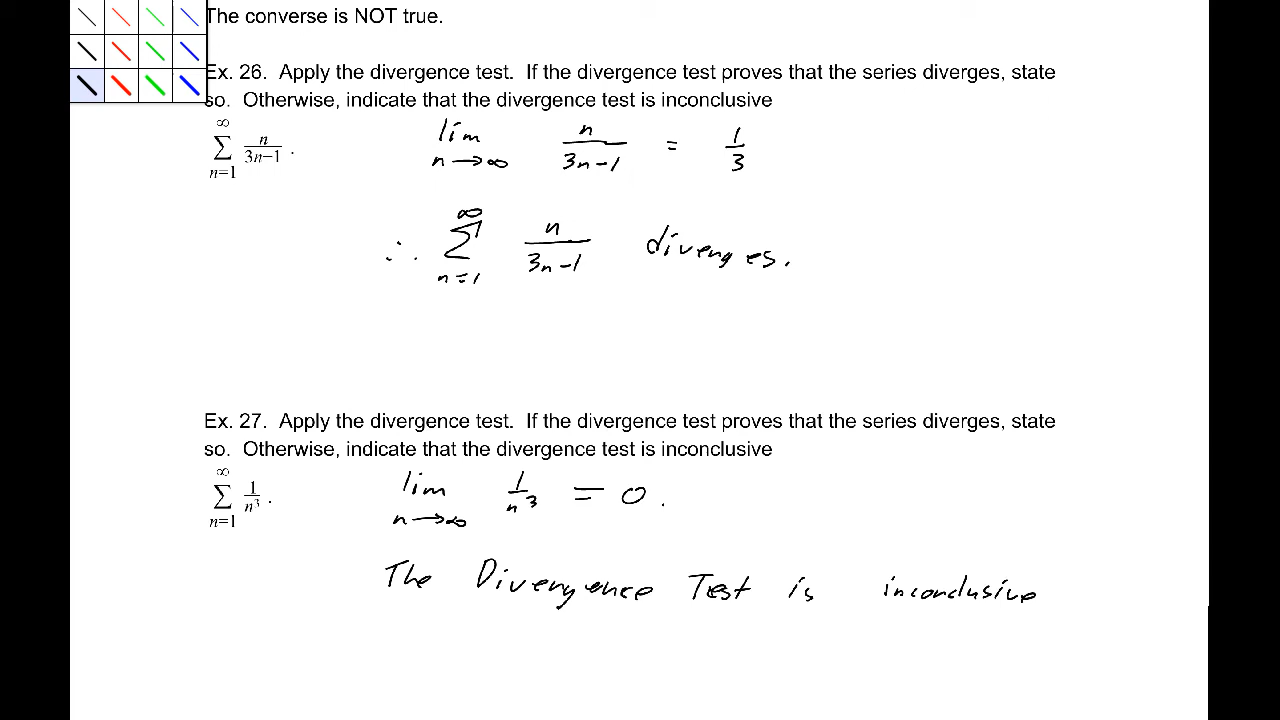 The converse is NOT true.
Ex. 26. Apply the divergence test. If the divergence test proves that the series diverges, state
so. Otherwise, indicate that the divergence test is inconclusive
∞
∑ n/(3n−1) .
n=1
lim n/(3n−1) = 1/3
n→∞
∞
∴ ∑ n/(3n−1) diverges.
n=1
Ex. 27. Apply the divergence test. If the divergence test proves that the series diverges, state
so. Otherwise, indicate that the divergence test is inconclusive
∞
∑ 1/n³ .
n=1
lim 1/n³ = 0.
n→∞
The Divergence Test is inconclusive